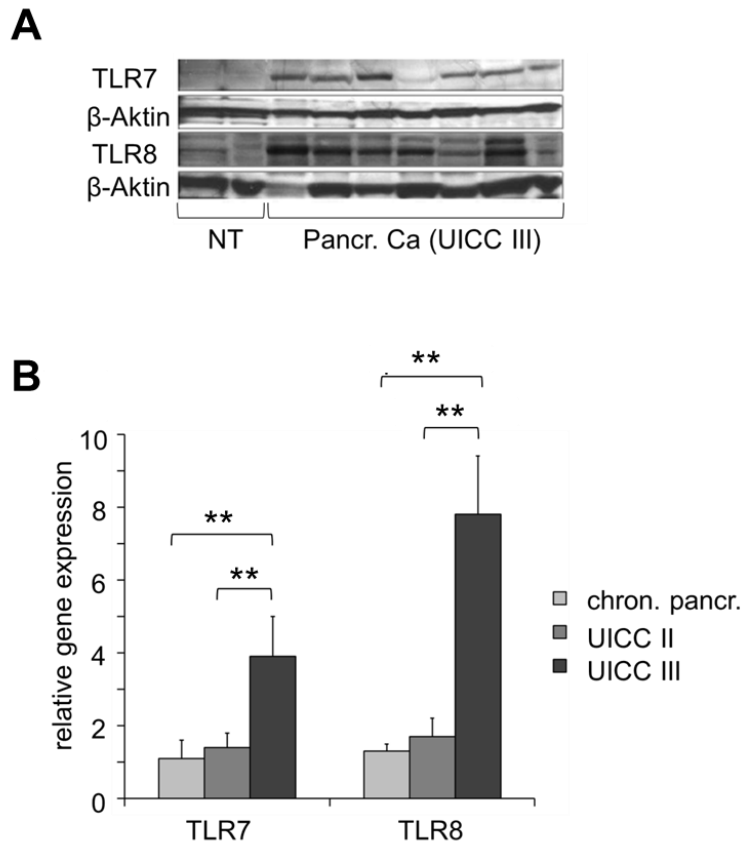 A
TLR7
β-Aktin
TLR8
β-Aktin
NT Pancr. Ca (UICC III)
B
**
**
**
**
10
8
6
4
2
0
relative gene expression
chron. pancr.
UICC II
UICC III
TLR7 TLR8